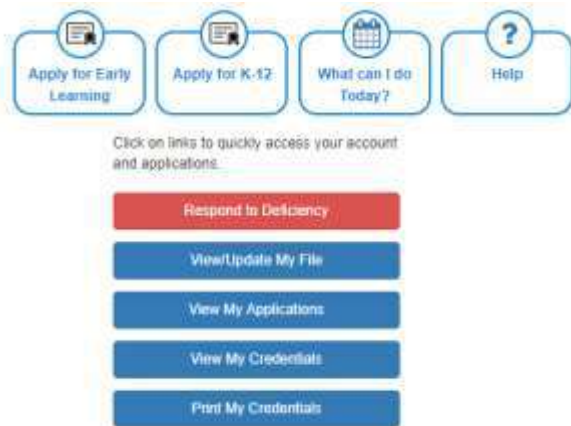 Apply for Early
Learning
Apply for K-12
What can I do
Today?
?
Help
Click on links to quickly access your account
and applications.
Respond to Deficiency
View/Update My File
View My Applications
View My Credentials
Print My Credentials